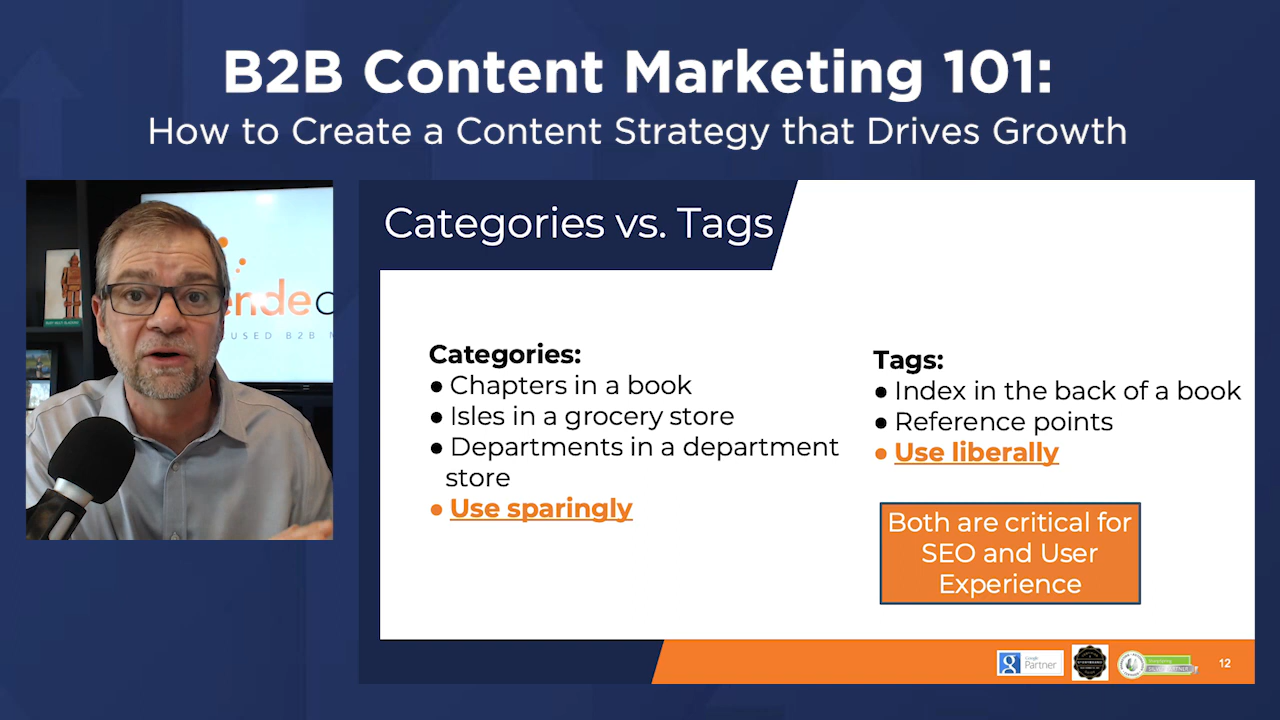 B2B Content Marketing 101:
How to Create a Content Strategy that Drives Growth
Categories vs. Tags
Categories:
● Chapters in a book
● Isles in a grocery store
● Departments in a department
store
● Use sparingly
Tags:
● Index in the back of a book
● Reference points
● Use liberally
Both are critical for
SEO and User
Experience
Google
Partner
12